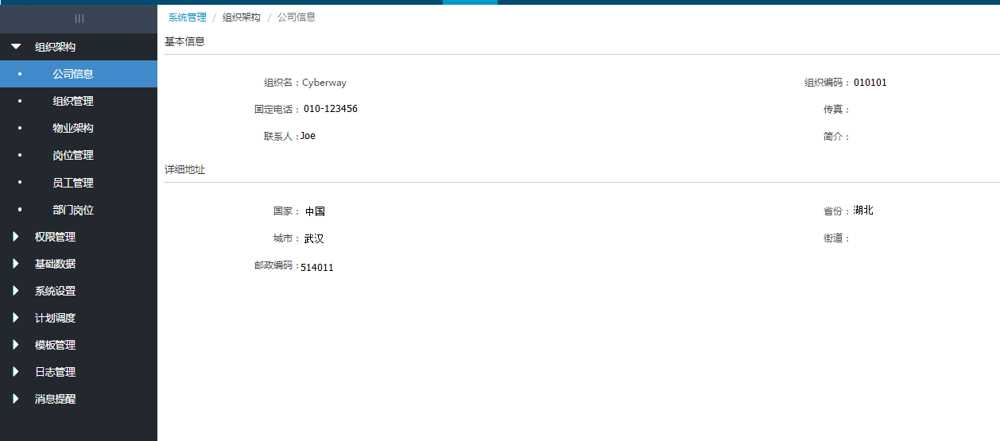 系统管理 / 组织架构 / 公司信息
组织架构
公司信息
组织管理
物业架构
岗位管理
员工管理
部门岗位
权限管理
基础数据
系统设置
计划调度
模板管理
日志管理
消息提醒
基本信息
组织名：Cyberway 组织编码：010101
固定电话：010-123456 传真：
联系人：Joe 简介：
详细地址
国家：中国 省份：湖北
城市：武汉 街道：
邮政编码：514011